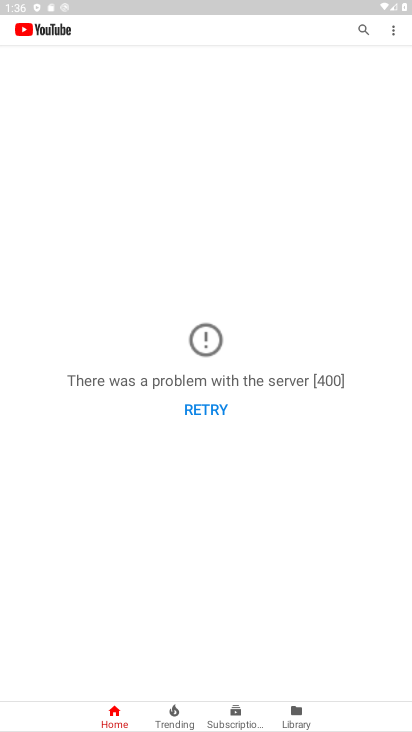 1:36
YouTube
There was a problem with the server [400]
RETRY
Home
Trending
Subscriptio...
Library